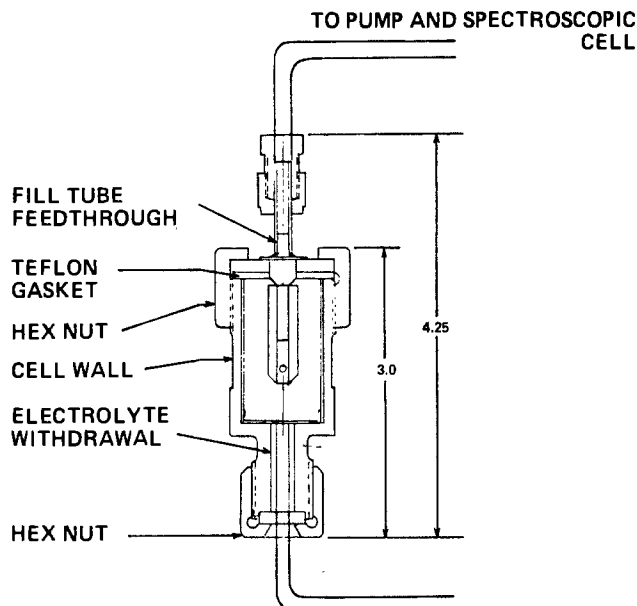 TO PUMP AND SPECTROSCOPIC
CELL
FILL TUBE
FEEDTHROUGH
TEFLON
GASKET
HEX NUT
CELL WALL
ELECTROLYTE
WITHDRAWAL
HEX NUT
4.25
3.0